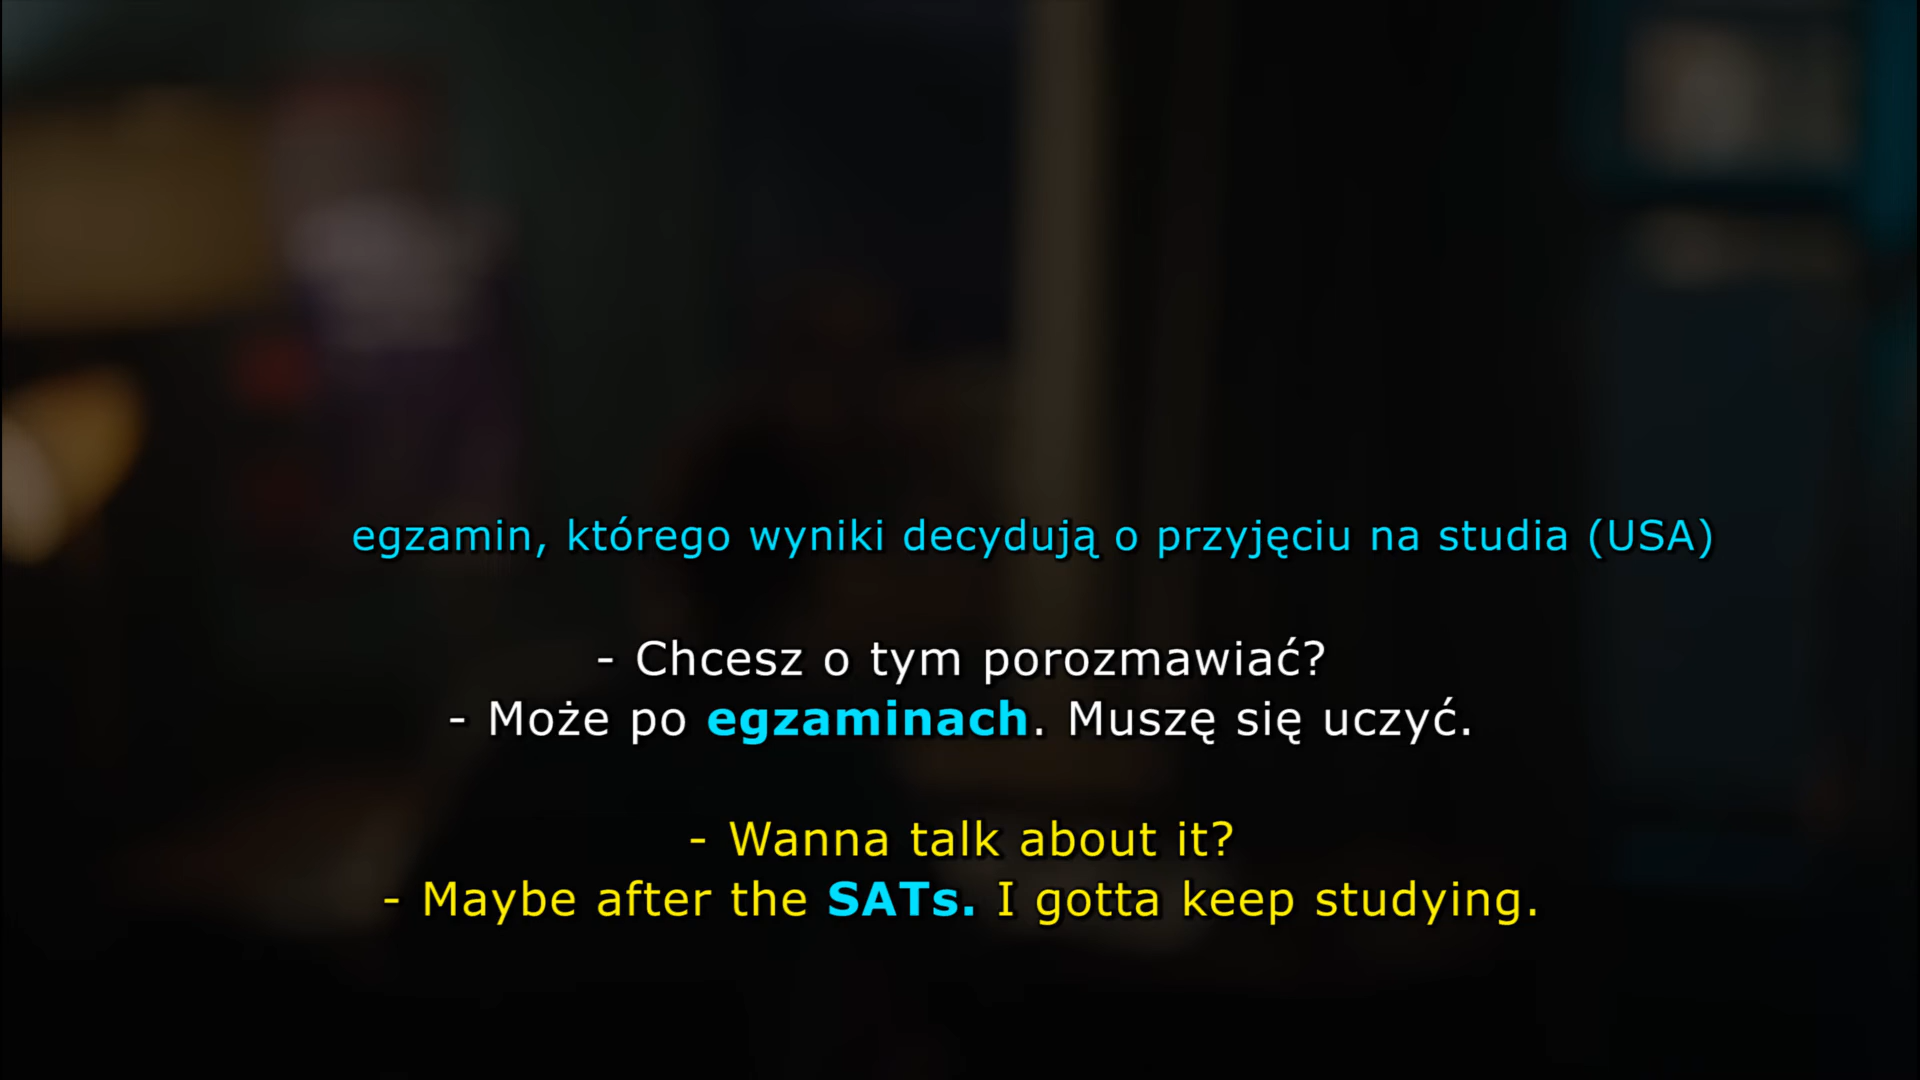 egzamin, którego wyniki decydują o przyjęciu na studia (USA)
- Chcesz o tym porozmawiać?
- Może po egzaminach. Muszę się uczyć.
- Wanna talk about it?
- Maybe after the SATs. I gotta keep studying.